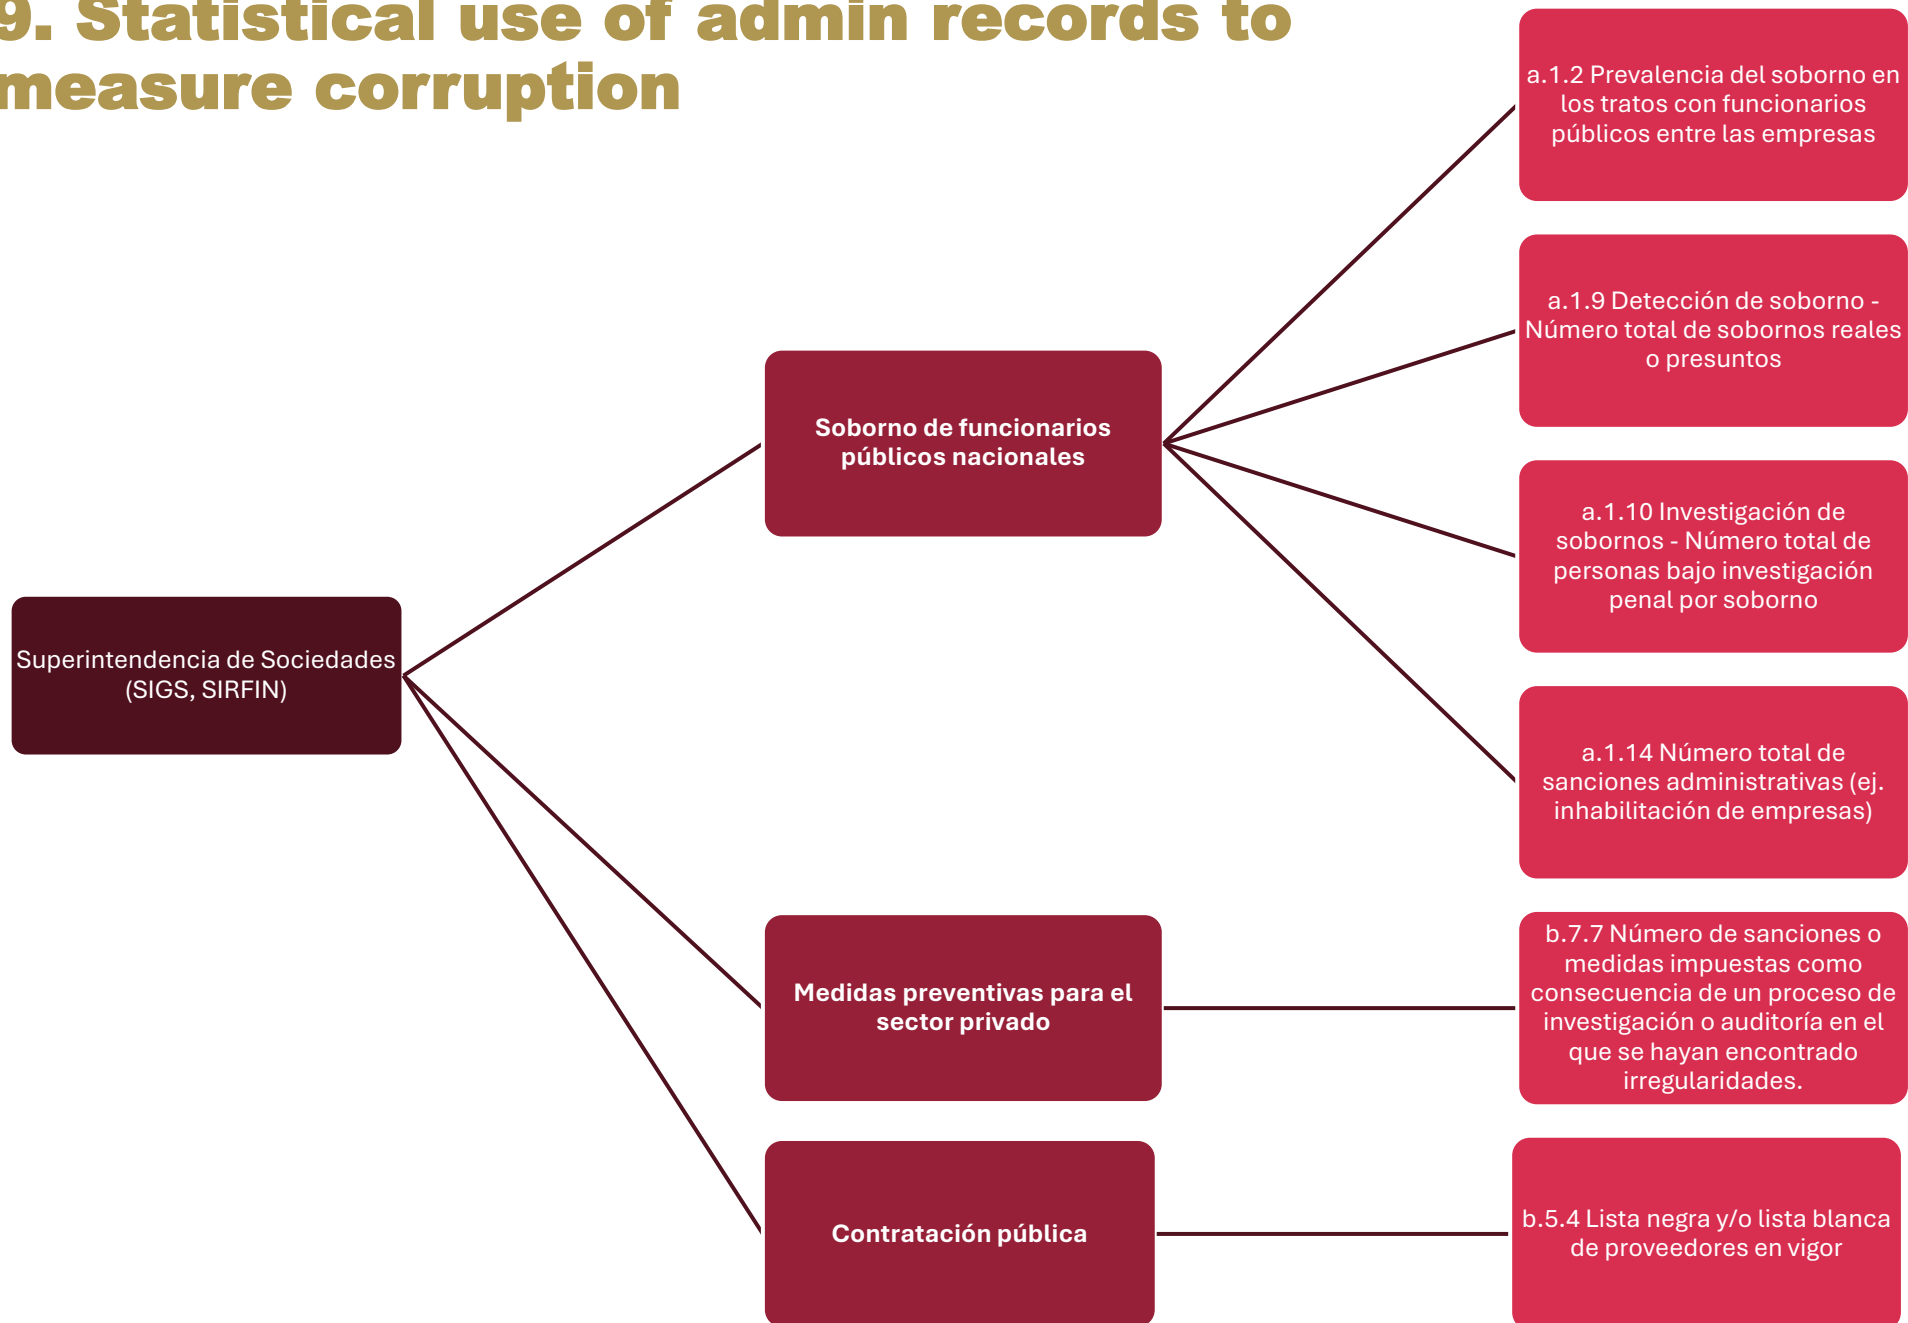 9. Statistical use of admin records to
measure corruption
Superintendencia de Sociedades
(SIGS, SIRFIN)
Soborno de funcionarios
públicos nacionales
a.1.2 Prevalencia del soborno en
los tratos con funcionarios
públicos entre las empresas
a.1.9 Detección de soborno -
Número total de sobornos reales
o presuntos
a.1.10 Investigación de
sobornos - Número total de
personas bajo investigación
penal por soborno
a.1.14 Número total de
sanciones administrativas (ej.
inhabilitación de empresas)
Medidas preventivas para el
sector privado
b.7.7 Número de sanciones o
medidas impuestas como
consecuencia de un proceso de
investigación o auditoría en el
que se hayan encontrado
irregularidades.
Contratación pública
b.5.4 Lista negra y/o lista blanca
de proveedores en vigor